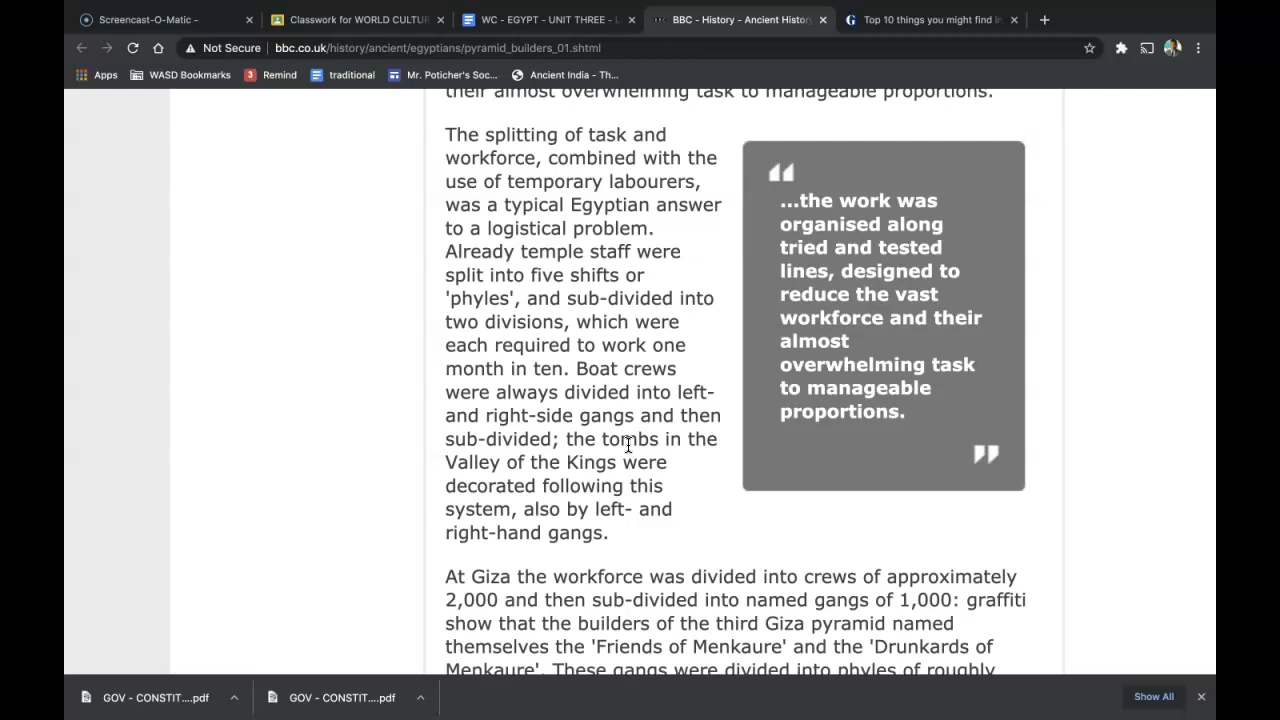 Screencast-O-Matic -
Classwork for WORLD CULTUR
WC - EGYPT - UNIT THREE - L
BBC - History - Ancient Histor
Top 10 things you might find in
Not Secure
bbc.co.uk/history/ancient/egyptians/pyramid_builders_01.shtml
Apps
WASD Bookmarks
3 Remind
traditional
Mr. Poticher's Soc...
Ancient India - Th...
their almost overwhelming task to manageable proportions.
The splitting of task and
workforce, combined with the
use of temporary labourers,
was a typical Egyptian answer
to a logistical problem.
Already temple staff were
split into five shifts or
'phyles', and sub-divided into
two divisions, which were
each required to work one
month in ten. Boat crews
were always divided into left-
and right-side gangs and then
sub-divided; the tombs in the
Valley of the Kings were
decorated following this
system, also by left- and
right-hand gangs.
...the work was
organised along
tried and tested
lines, designed to
reduce the vast
workforce and their
almost
overwhelming task
to manageable
proportions.
At Giza the workforce was divided into crews of approximately
2,000 and then sub-divided into named gangs of 1,000: graffiti
show that the builders of the third Giza pyramid named
themselves the 'Friends of Menkaure' and the 'Drunkards of
Menkaure'. These gangs were divided into phyles of roughly
GOV - CONSTIT....pdf
GOV - CONSTIT....pdf
Show All